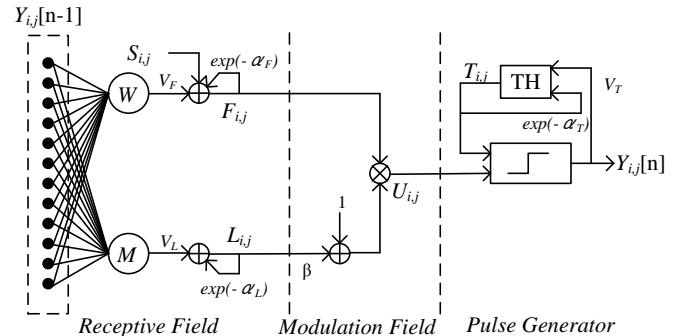 Y_{i,j}[n-1]
S_{i,j}
exp(- α_F)
W
V_F
F_{i,j}
T_{i,j}
TH
V_T
exp(- α_T)
Y_{i,j}[n]
U_{i,j}
1
M
V_L
L_{i,j}
β
exp(- α_L)
Receptive Field
Modulation Field
Pulse Generator